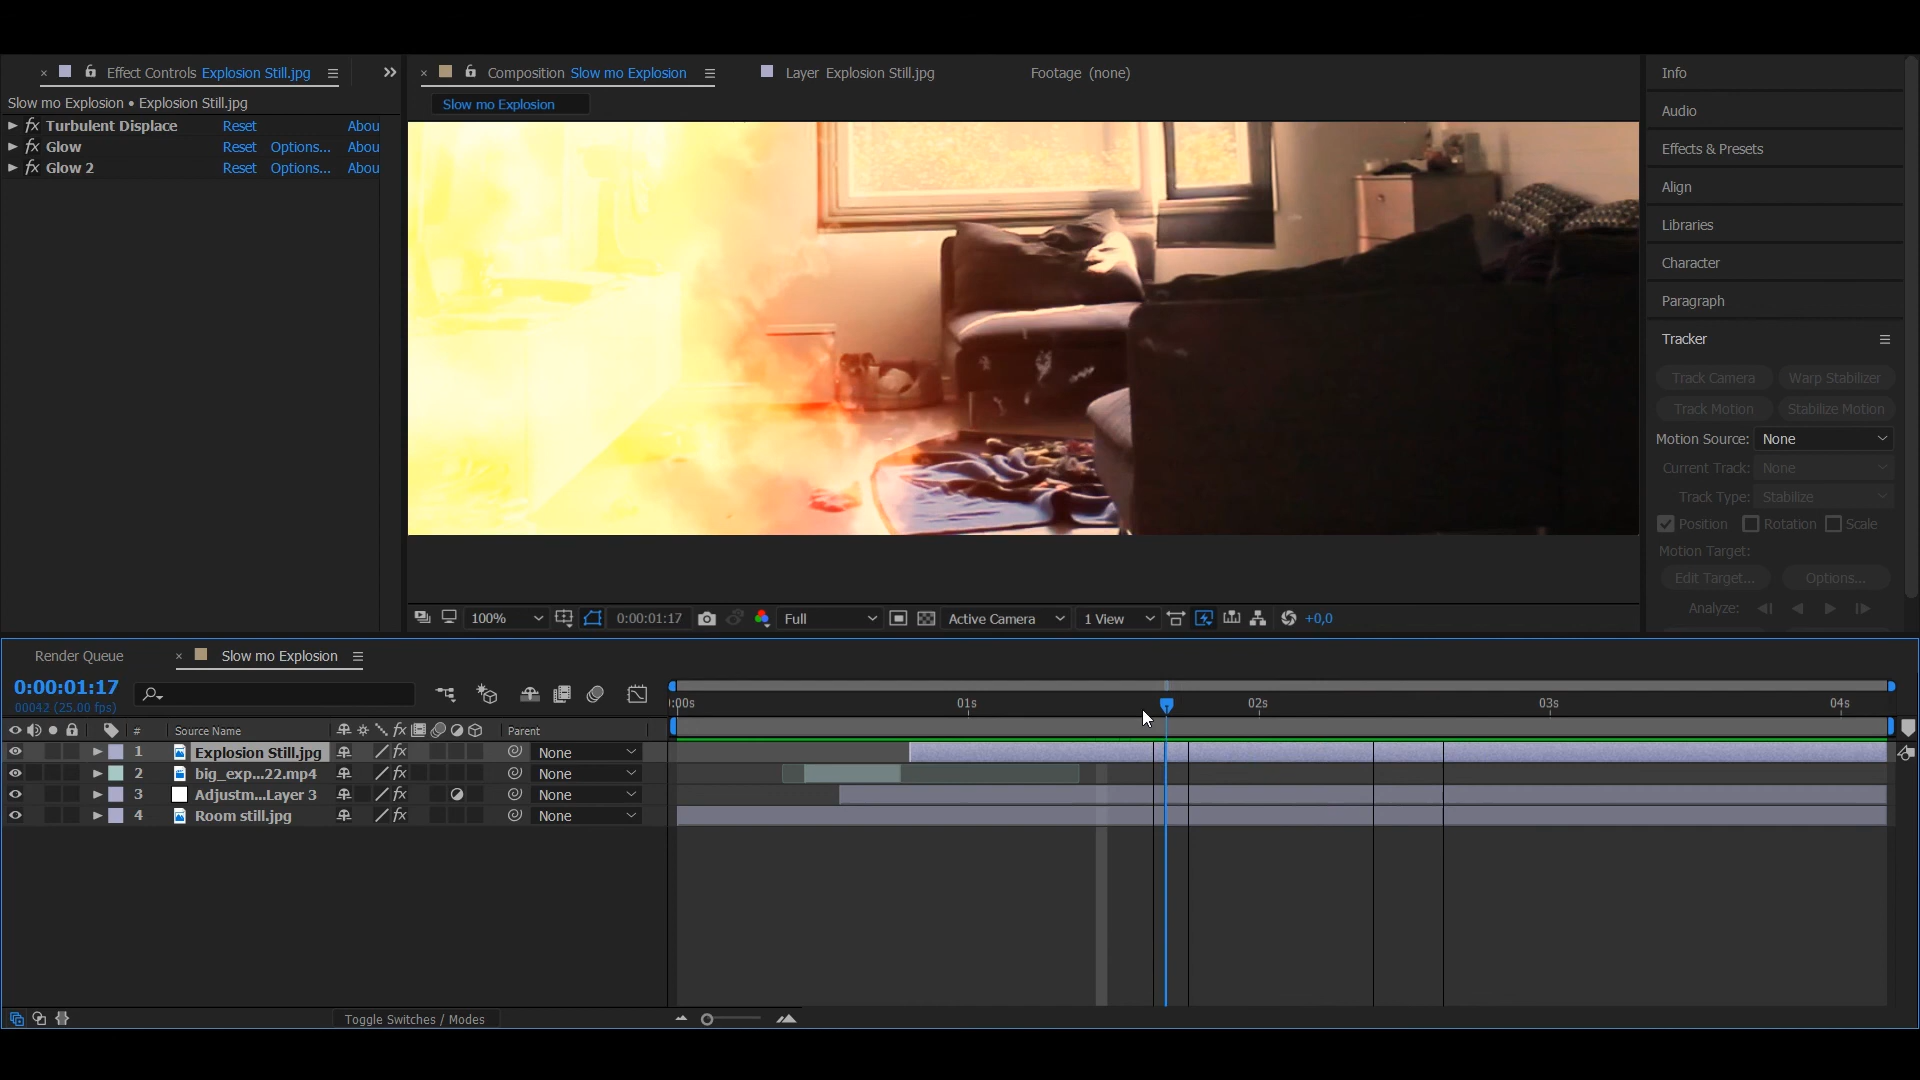 Effect Controls Explosion Still.jpg
Composition Slow mo Explosion
Layer Explosion Still.jpg
Footage (none)
Info
Slow mo Explosion • Explosion Still.jpg
Slow mo Explosion
Audio
Turbulent Displace Reset Abou
Glow Reset Options... Abou
Glow 2 Reset Options... Abou
Effects & Presets
Align
Libraries
Character
Paragraph
Tracker
Track Camera Warp Stabilizer
Track Motion Stabilize Motion
Motion Source: None
Current Track: None
Track Type: Stabilize
Position Rotation Scale
Motion Target:
Edit Target... Options...
Analyze:
100% 0:00:01:17 Full Active Camera 1 View +0,0
Render Queue Slow mo Explosion
0:00:01:17
00042 (25.00 fps)
:00s 01s 02s 03s 04s
# Source Name Parent
1 Explosion Still.jpg None
2 big_exp...22.mp4 None
3 Adjustm...Layer 3 None
4 Room still.jpg None
Toggle Switches / Modes